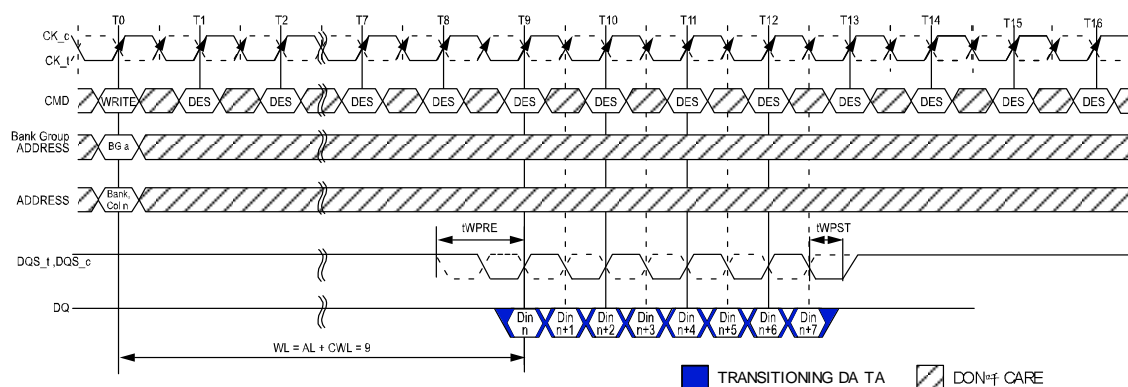 T0 T1 T2 T7 T8 T9 T10 T11 T12 T13 T14 T15 T16
CK_c
CK_t
CMD WRITE DES DES DES DES DES DES DES DES DES DES DES DES
Bank Group
ADDRESS
BG a
ADDRESS
Bank,
Col n
tWPRE tWPST
DQS_t ,DQS_c
DQ
Din Din Din Din Din Din Din Din
n n+1 n+2 n+3 n+4 n+5 n+6 n+7
WL = AL + CWL = 9
TRANSITIONING DA TA
CARE